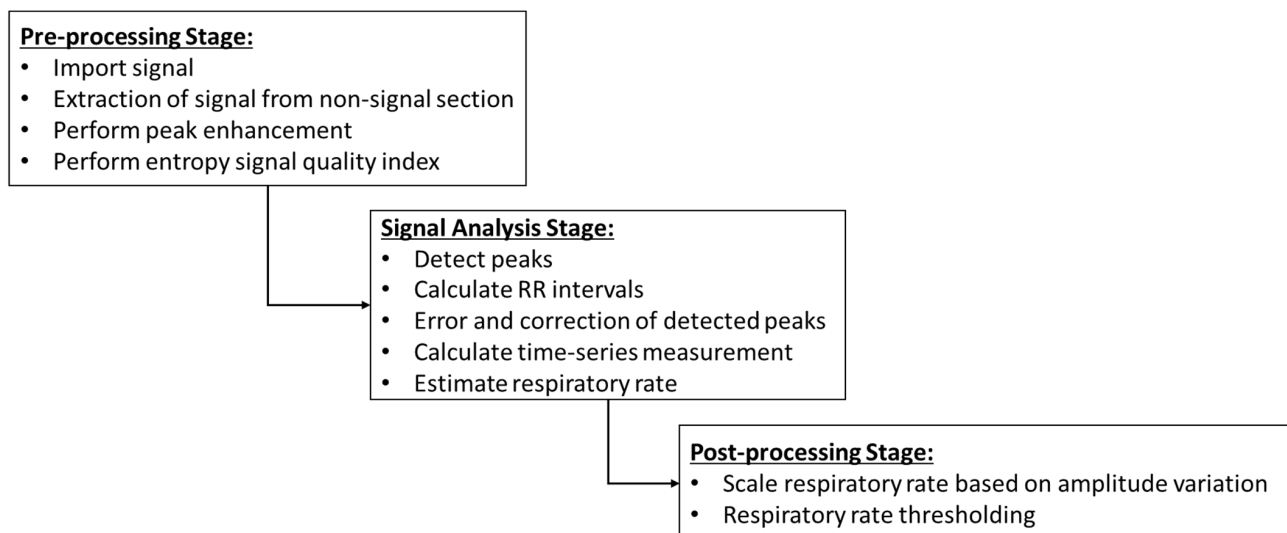 Pre-processing Stage:
• Import signal
• Extraction of signal from non-signal section
• Perform peak enhancement
• Perform entropy signal quality index
Signal Analysis Stage:
• Detect peaks
• Calculate RR intervals
• Error and correction of detected peaks
• Calculate time-series measurement
• Estimate respiratory rate
Post-processing Stage:
• Scale respiratory rate based on amplitude variation
• Respiratory rate thresholding